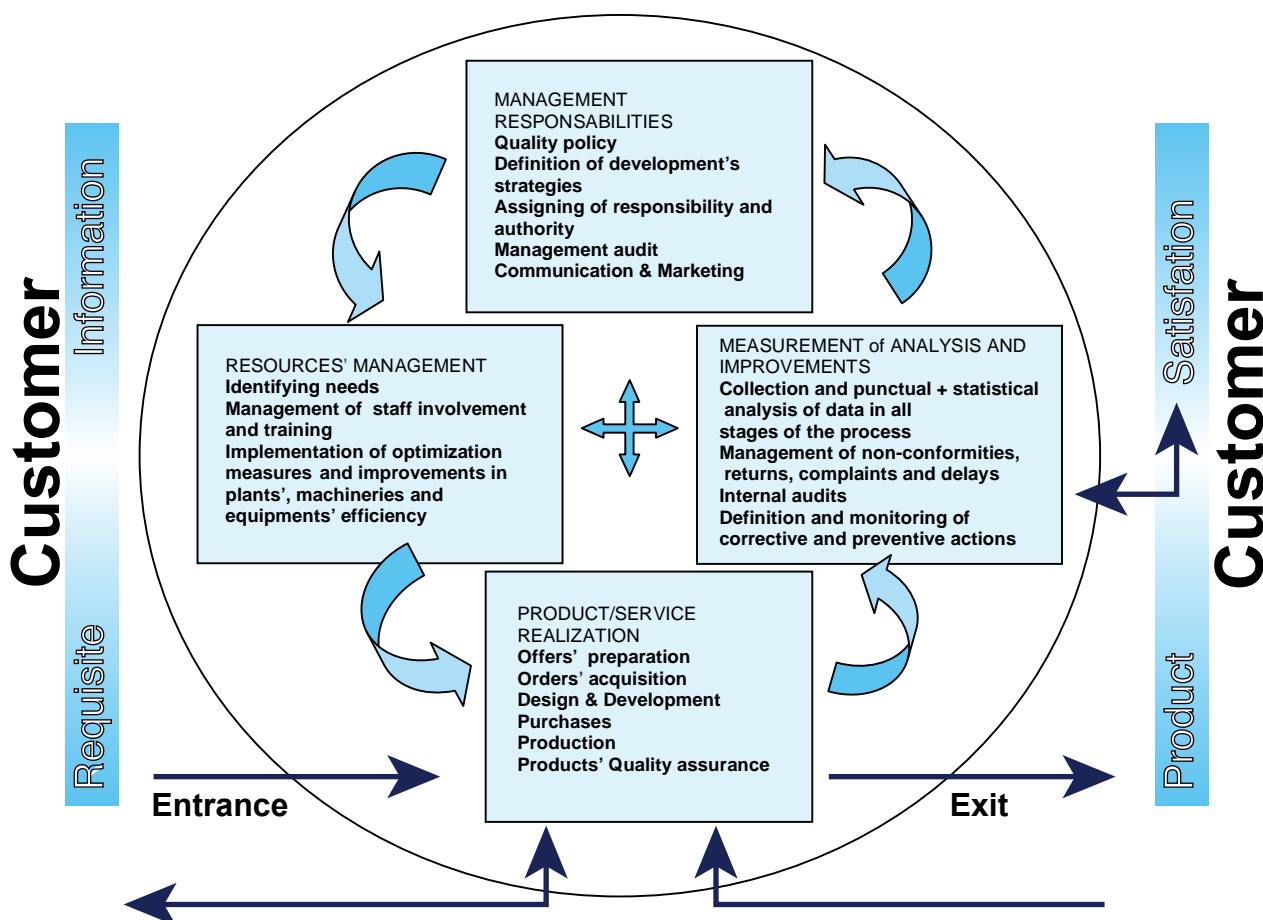 MANAGEMENT
RESPONSABILITIES
Quality policy
Definition of development's
strategies
Assigning of responsibility and
authority
Management audit
Communication & Marketing
Customer
Information
Requisite
RESOURCES' MANAGEMENT
Identifying needs
Management of staff involvement
and training
Implementation of optimization
measures and improvements in
plants', machineries and
equipments' efficiency
MEASUREMENT of ANALYSIS AND
IMPROVEMENTS
Collection and punctual + statistical
analysis of data in all
stages of the process
Management of non-conformities,
returns, complaints and delays
Internal audits
Definition and monitoring of
corrective and preventive actions
Satisfation
Product
Customer
PRODUCT/SERVICE
REALIZATION
Offers' preparation
Orders' acquisition
Design & Development
Purchases
Production
Products' Quality assurance
Entrance
Exit